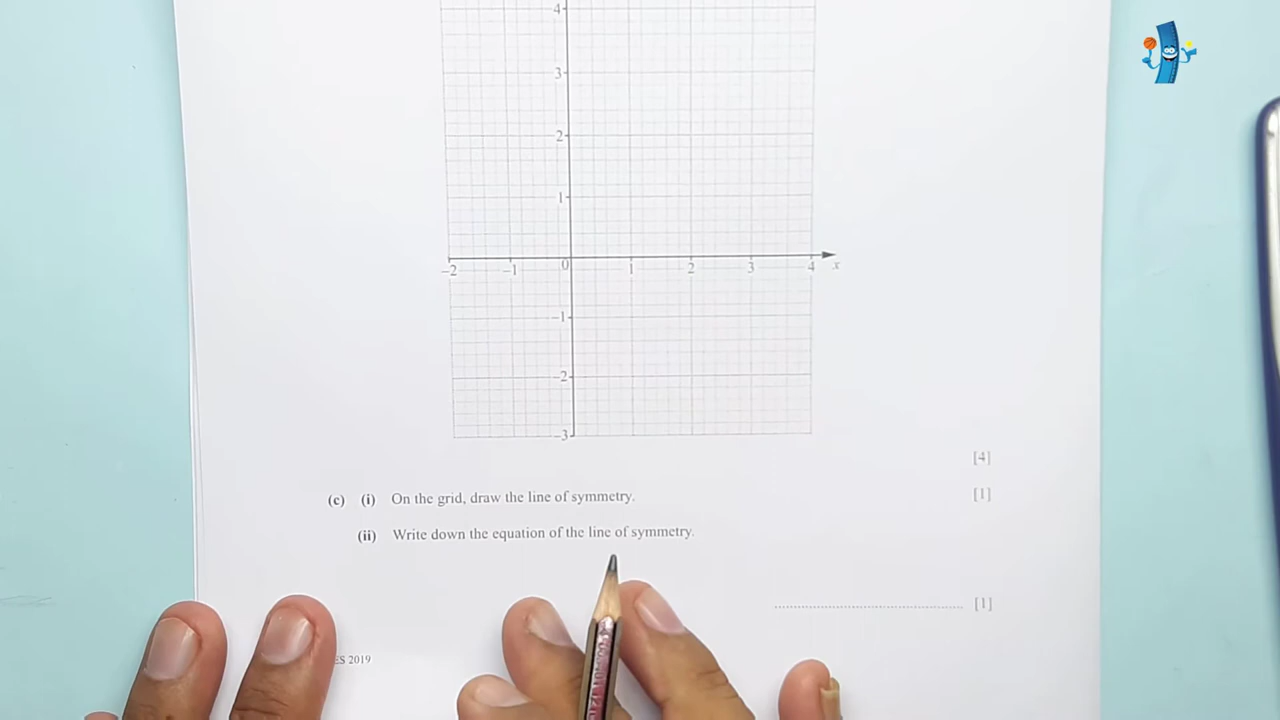 4
3
2
1
-2 -1 0 1 2 3 4 x
-1
-2
-3
[4]
(c) (i) On the grid, draw the line of symmetry. [1]
(ii) Write down the equation of the line of symmetry.
................................................ [1]
ES 2019